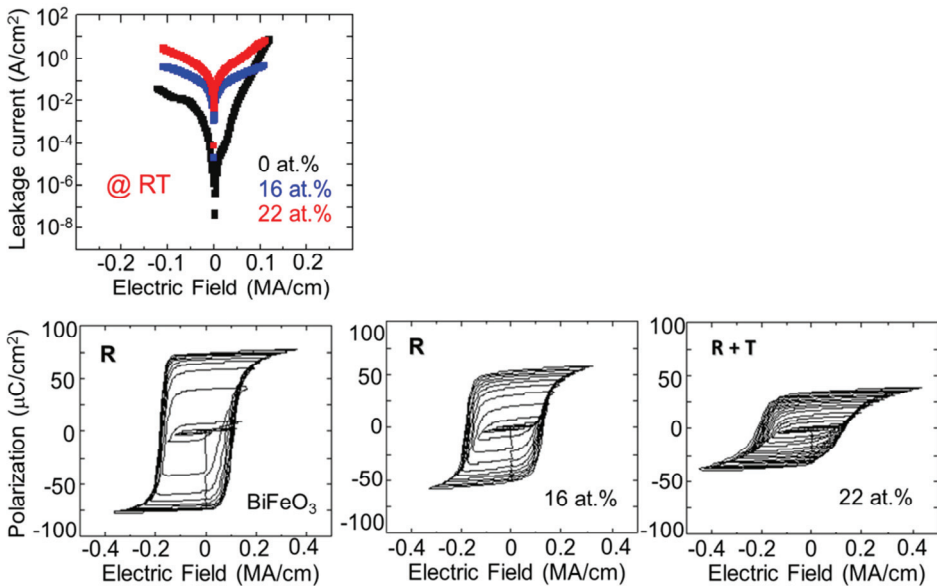 Leakage current (A/cm²)
10²
10⁰
10⁻²
10⁻⁴
10⁻⁶
10⁻⁸
@ RT
0 at.%
16 at.%
22 at.%
-0.2 -0.1 0 0.1 0.2
Electric Field (MA/cm)
Polarization (μC/cm²)
100
50
0
-50
-100
R
BiFeO₃
-0.4 -0.2 0 0.2 0.4
Electric Field (MA/cm)
100
50
0
-50
-100
R
16 at.%
-0.4 -0.2 0 0.2 0.4
Electric Field (MA/cm)
100
50
0
-50
-100
R + T
22 at.%
-0.4 -0.2 0 0.2 0.4
Electric Field (MA/cm)